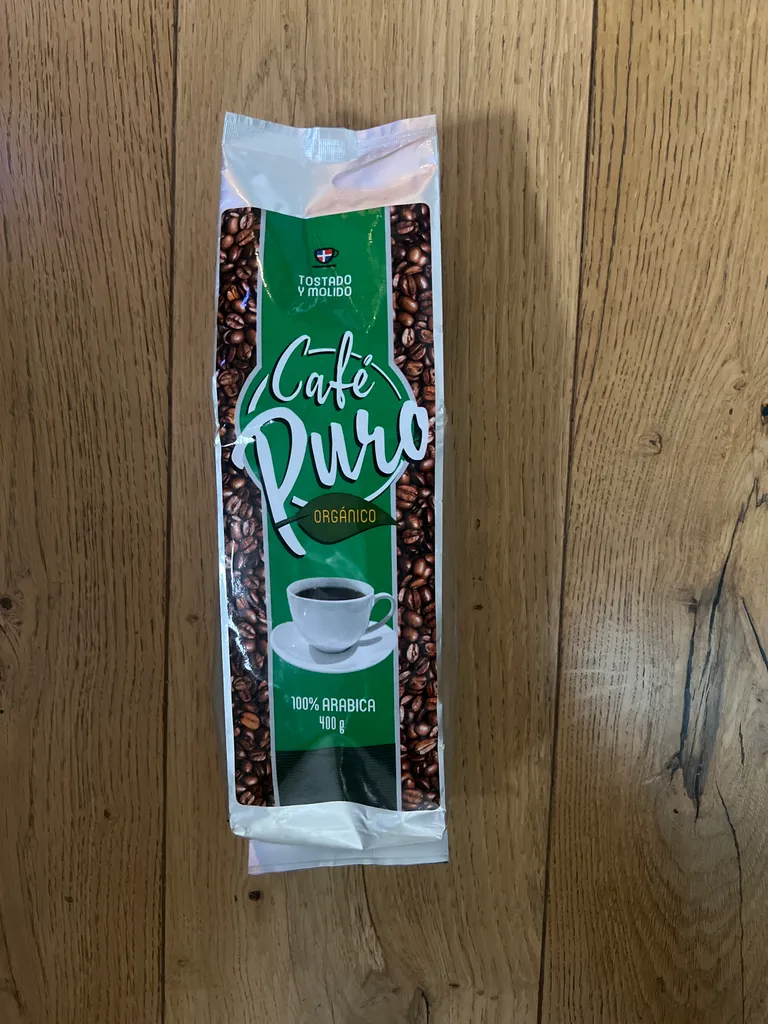 TOSTADO
Y MOLIDO
Café
Puro
ORGÁNICO
100% ARABICA
400 g